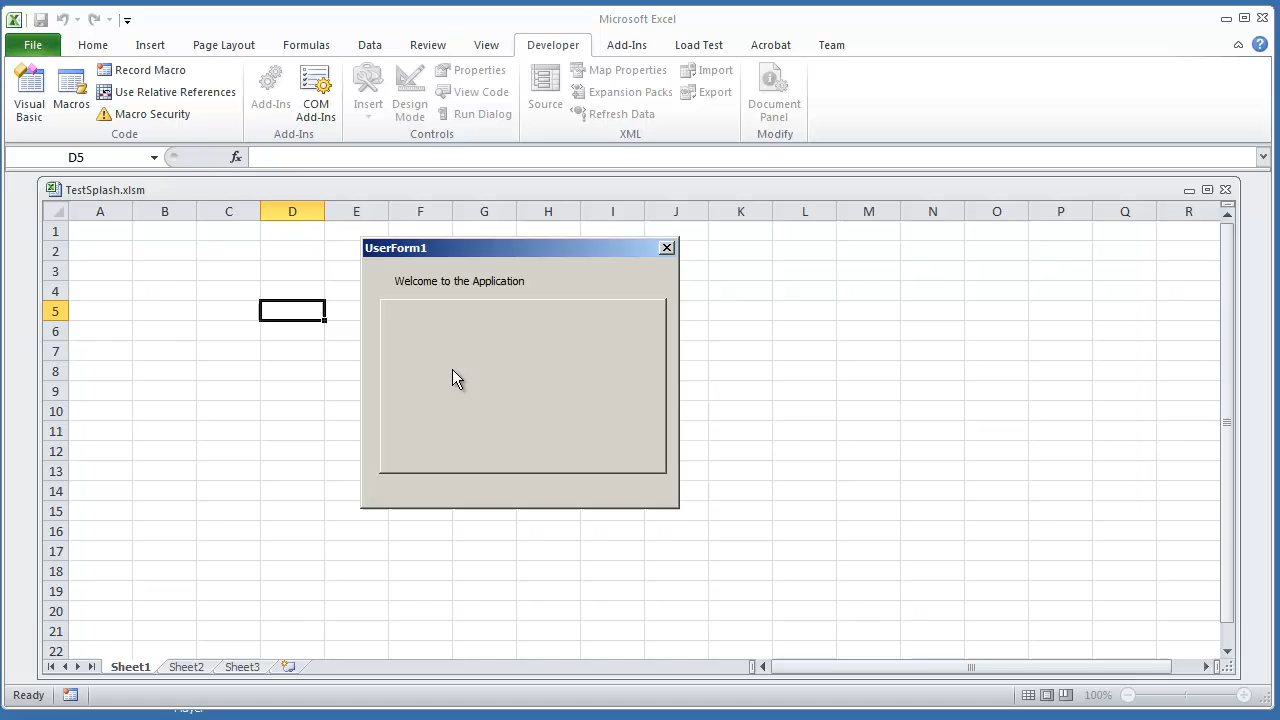 Microsoft Excel
File Home Insert Page Layout Formulas Data Review View Developer Add-Ins Load Test Acrobat Team
Visual Basic
Macros
Record Macro
Use Relative References
Macro Security
Code
Add-Ins
COM Add-Ins
Add-Ins
Insert
Design Mode
Properties
View Code
Run Dialog
Controls
Source
Map Properties
Expansion Packs
Refresh Data
Import
Export
XML
Document Panel
Modify
D5 fx
TestSplash.xlsm
A B C D E F G H I J K L M N O P Q R
1
2
3
4
5
6
7
8
9
10
11
12
13
14
15
16
17
18
19
20
21
22
UserForm1
Welcome to the Application
Sheet1 Sheet2 Sheet3
Ready 100%